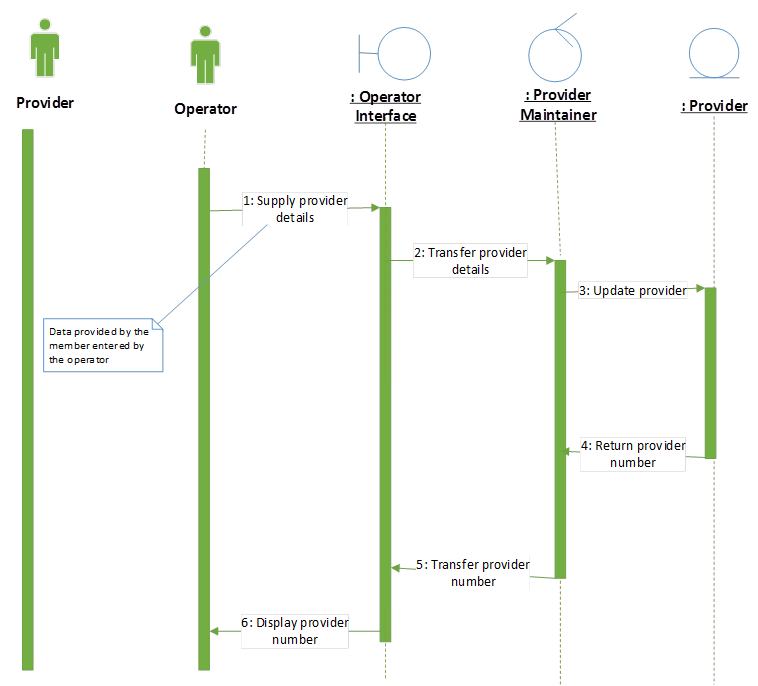 Provider
Operator
: Operator
Interface
: Provider
Maintainer
: Provider
1: Supply provider
details
2: Transfer provider
details
3: Update provider
Data provided by the
member entered by
the operator
4: Return provider
number
5: Transfer provider
number
6: Display provider
number